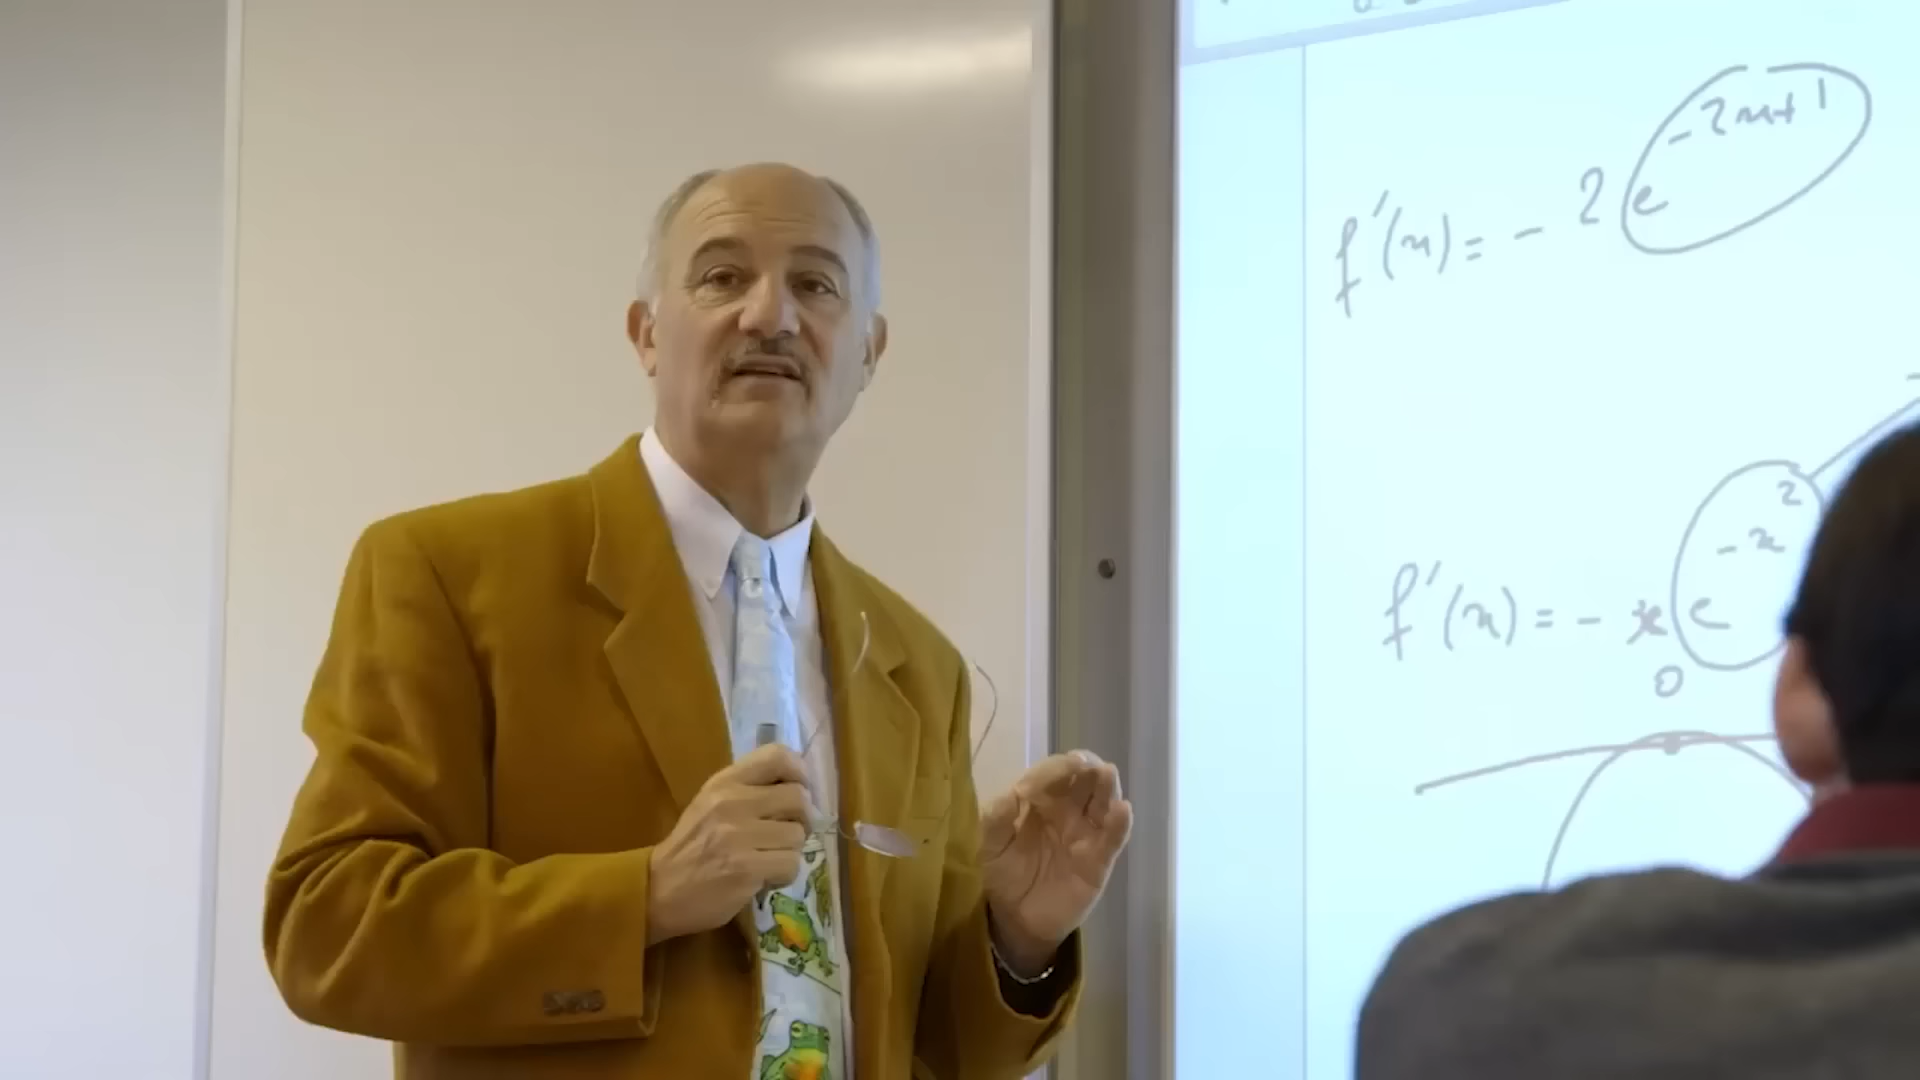 f'(x) = - 2 e^{-2x+1}
f'(x) = - x e^{-x^2}
0